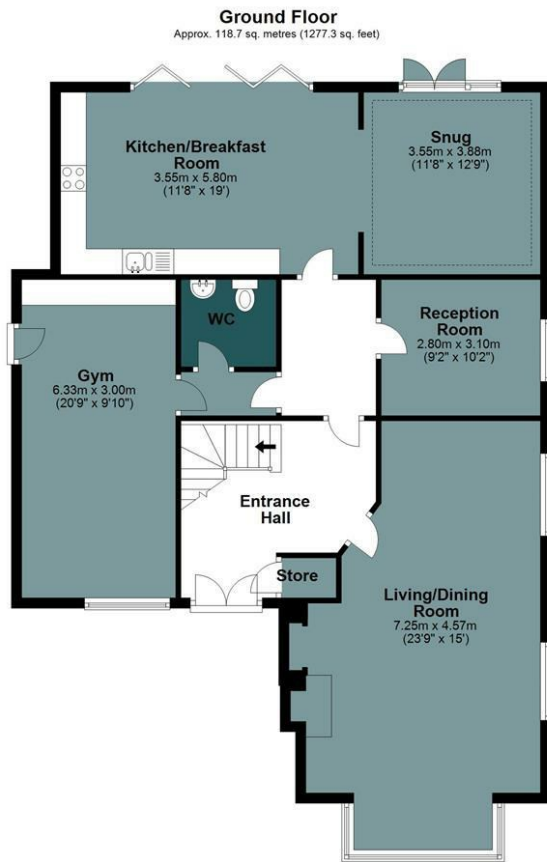 Ground Floor
Approx. 118.7 sq. metres (1277.3 sq. feet)
Kitchen/Breakfast
Room
3.55m x 5.80m
(11'8" x 19')
Snug
3.55m x 3.88m
(11'8" x 12'9")
WC
Reception
Room
2.80m x 3.10m
(9'2" x 10'2")
Gym
6.33m x 3.00m
(20'9" x 9'10")
Entrance
Hall
Store
Living/Dining
Room
7.25m x 4.57m
(23'9" x 15')